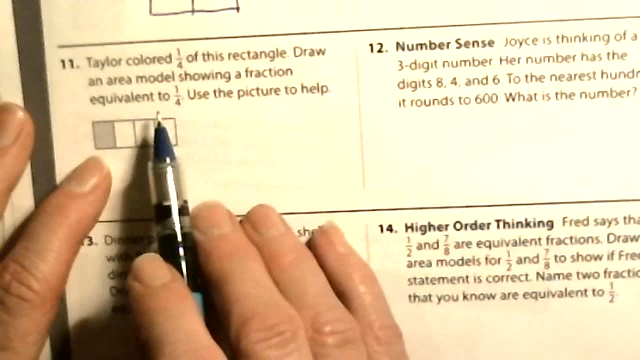 11. Taylor colored 1/4 of this rectangle. Draw
an area model showing a fraction
equivalent to 1/4. Use the picture to help.
12. Number Sense Joyce is thinking of a
3-digit number. Her number has the
digits 8, 4, and 6. To the nearest
it rounds to 600. What is the number?
3.
14. Higher Order Thinking Fred says
1/2 and 7/8 are equivalent fractions. Draw
area models for 1/2 and 7/8 to show if
statement is correct. Name two
that you know are equivalent to 1/2.